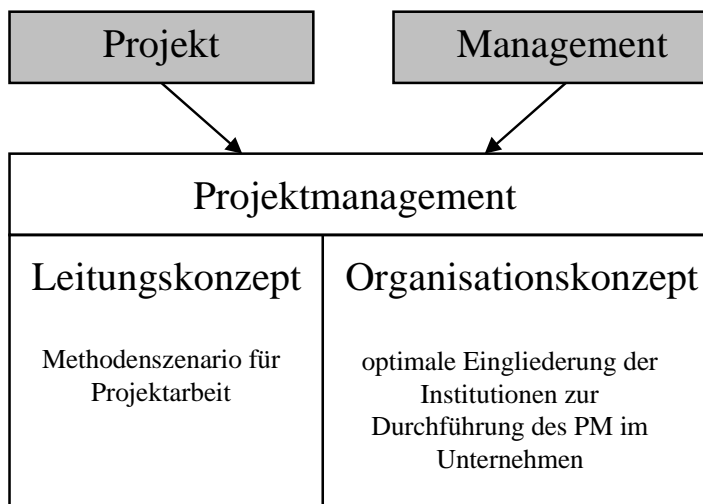 Projekt
Management
Projektmanagement
Leitungskonzept
Methodenszenario für
Projektarbeit
Organisationskonzept
optimale Eingliederung der
Institutionen zur
Durchführung des PM im
Unternehmen